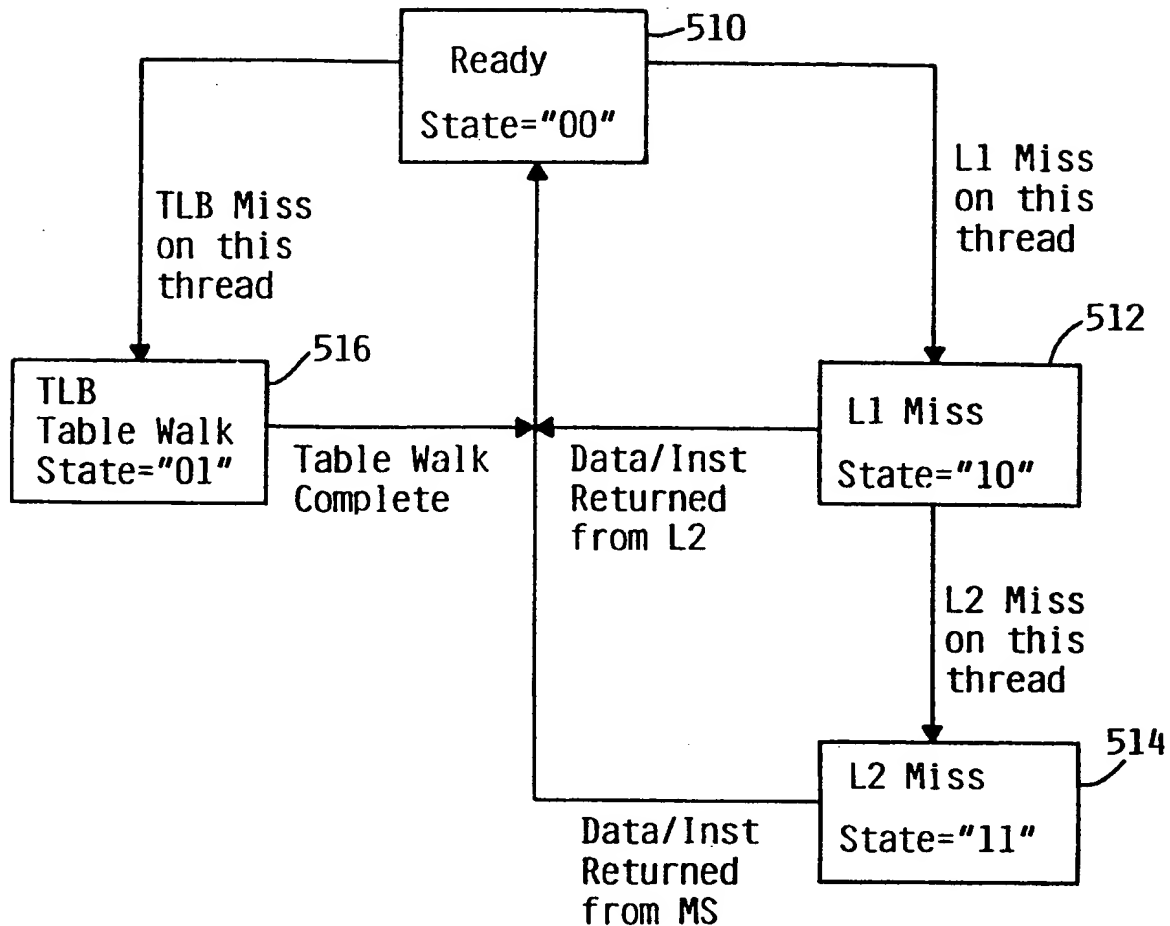 510
Ready
State="00"
TLB Miss
on this
thread
L1 Miss
on this
thread
516
TLB
Table Walk
State="01"
Table Walk
Complete
Data/Inst
Returned
from L2
512
L1 Miss
State="10"
L2 Miss
on this
thread
514
L2 Miss
State="11"
Data/Inst
Returned
from MS